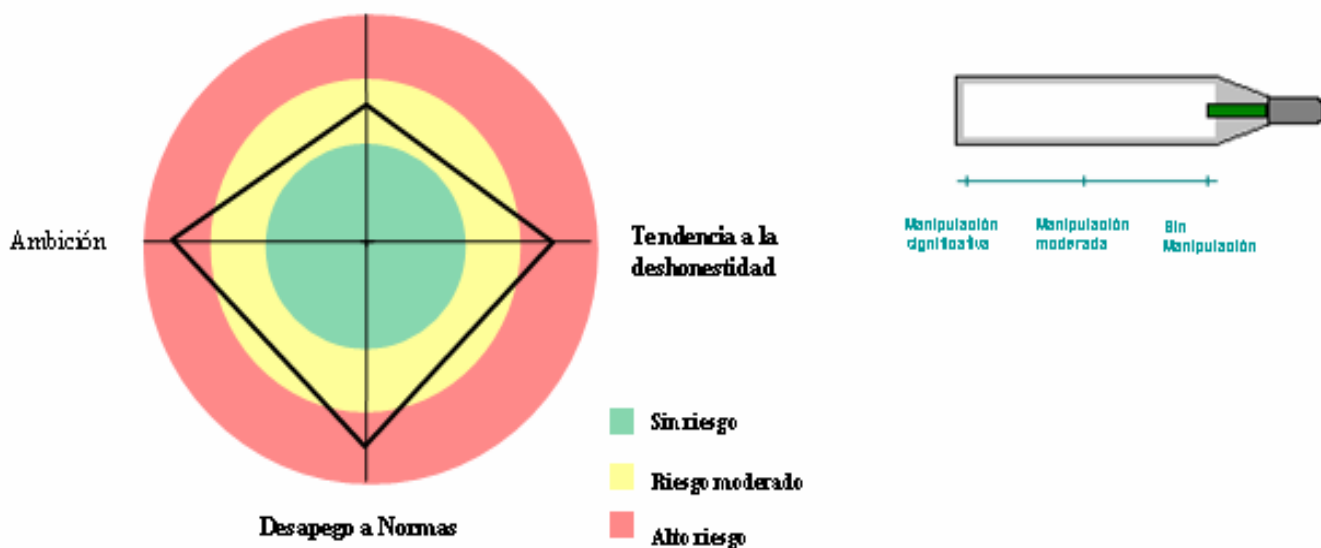 Ambición
Tendencia a la
deshonestidad
Desapego a Normas
Sin riesgo
Riesgo moderado
Alto riesgo
Manipulación
significativa
Manipulación
moderada
Sin
Manipulación